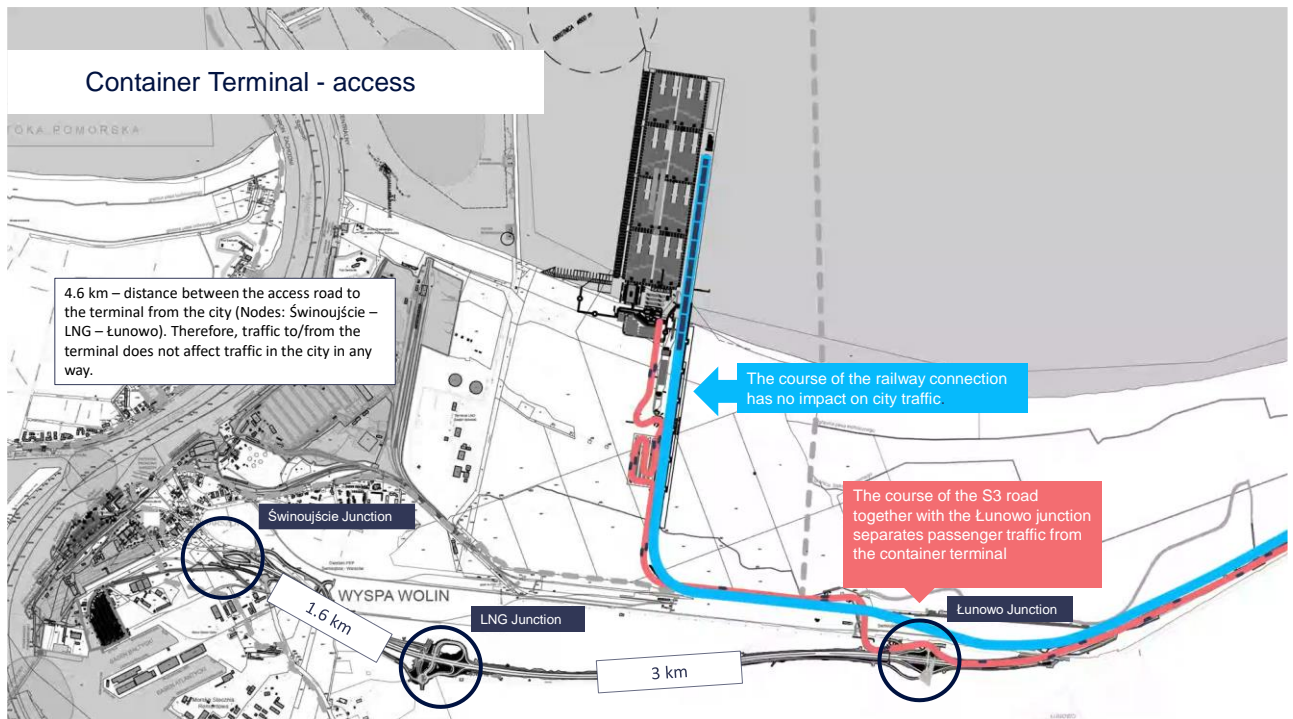 Container Terminal - access
TOKA POMORSKA
4.6 km – distance between the access road to
the terminal from the city (Nodes: Świnoujście –
LNG – Łunowo). Therefore, traffic to/from the
terminal does not affect traffic in the city in any
way.
The course of the railway connection
has no impact on city traffic.
The course of the S3 road
together with the Łunowo junction
separates passenger traffic from
the container terminal
Świnoujście Junction
WYSPA WOLIN
1.6 km
LNG Junction
3 km
Łunowo Junction